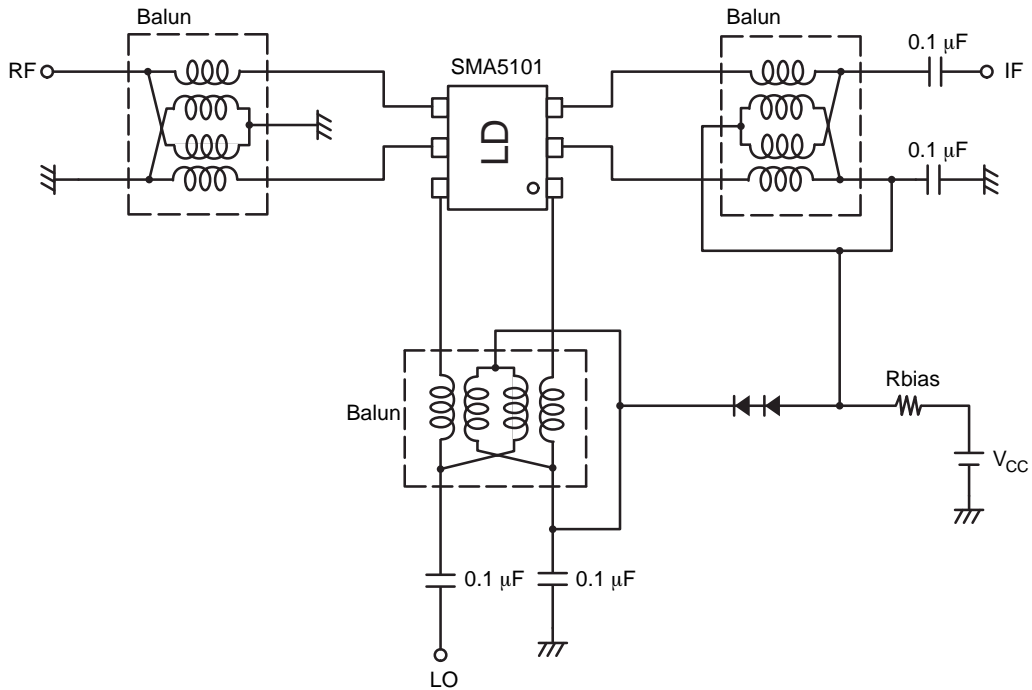 Balun
Balun
RF
SMA5101
0.1 μF
IF
LD
0.1 μF
Rbias
Balun
VCC
0.1 μF
0.1 μF
LO